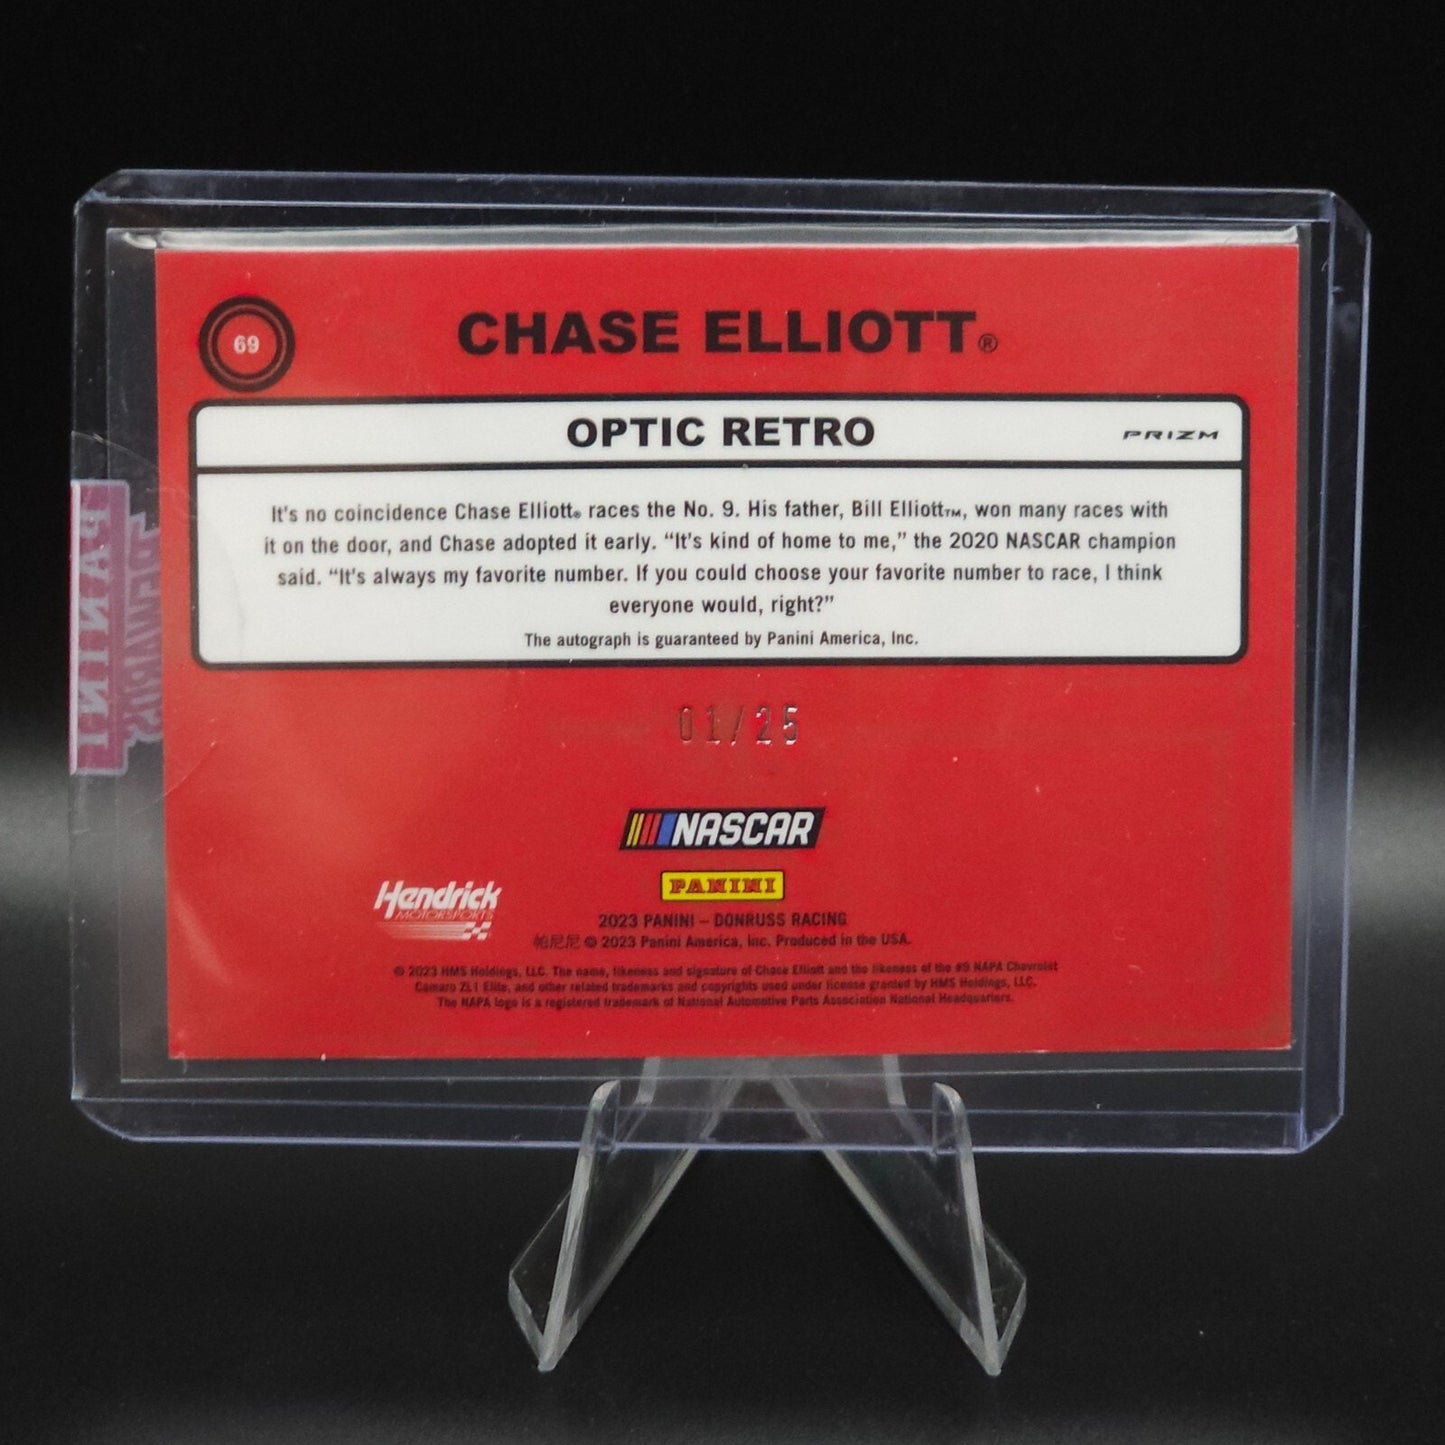 69
CHASE ELLIOTT®
OPTIC RETRO
PRIZM
It's no coincidence Chase Elliott® races the No. 9. His father, Bill Elliott™, won many races with
it on the door, and Chase adopted it early. “It's kind of home to me,” the 2020 NASCAR champion
said. “It's always my favorite number. If you could choose your favorite number to race, I think
everyone would, right?”
The autograph is guaranteed by Panini America, Inc.
01/25
NASCAR
PANINI
Hendrick
MOTORSPORTS
2023 PANINI – DONRUSS RACING
帕尼尼 © 2023 Panini America, Inc. Produced in the USA.
© 2023 HMS Holdings, LLC. The name, likeness and signature of Chase Elliott and the likeness of the #9 NAPA Chevrolet
Camaro ZL1 Elite, and other related trademarks and copyrights used under license granted by HMS Holdings, LLC.
The NAPA logo is a registered trademark of National Automotive Parts Association National Headquarters.
PANINI
REWARDS